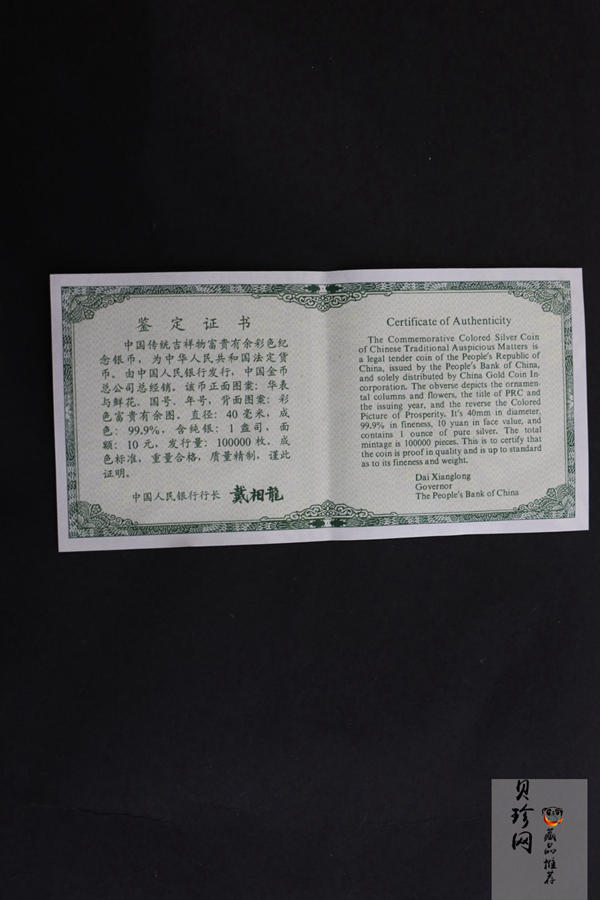 鉴定证书
中国传统吉祥物富贵有余彩色纪
念银币，为中华人民共和国法定货
币。由中国人民银行发行，中国金币
总公司总经销。该币正面图案：华表
与鲜花、国号、年号，背面图案：彩
色富贵有余图。直径：40毫米，成
色：99.9%，含纯银：1盎司，面
额：10元，发行量：100000枚。成
色标准，重量合格，质量精制，谨此
证明。
中国人民银行行长 戴相龍
Certificate of Authenticity
The Commemorative Colored Silver Coin
of Chinese Traditional Auspicious Matters is
a legal tender coin of the People's Republic of
China, issued by the People's Bank of China,
and solely distributed by China Gold Coin In-
corporation. The obverse depicts the ornamen-
tal columns and flowers, the title of PRC and
the issuing year, and the reverse the Colored
Picture of Prosperity. It's 40mm in diameter,
99.9% in fineness, 10 yuan in face value, and
contains 1 ounce of pure silver. The total
mintage is 100000 pieces. This is to certify that
the coin is proof in quality and is up to standard
as to its fineness and weight.
Dai Xianglong
Governor
The People's Bank of China
贝珍网
藏品推荐